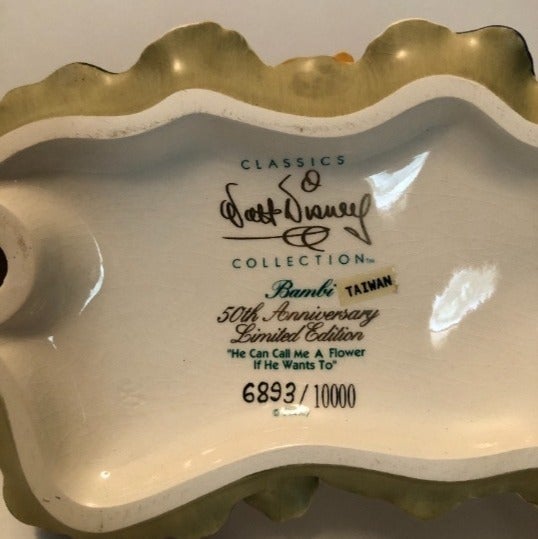 CLASSICS
Walt Disney
COLLECTION™
Bambi TAIWAN
50th Anniversary
Limited Edition
"He Can Call Me A Flower
If He Wants To"
6893/10000
© Disney